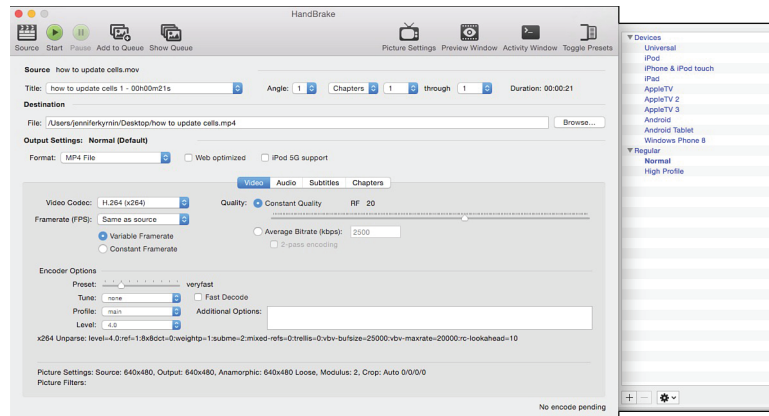 HandBrake
Source Start Pause Add to Queue Show Queue Picture Settings Preview Window Activity Window Toggle Presets
Source how to update cells.mov
Title: how to update cells 1 - 00h00m21s Angle: 1 Chapters 1 through 1 Duration: 00:00:21
Destination
File: /Users/jenniferkyrnin/Desktop/how to update cells.mp4 Browse...
Output Settings: Normal (Default)
Format: MP4 File Web optimized iPod 5G support
Video Audio Subtitles Chapters
Video Codec: H.264 (x264) Quality: Constant Quality RF 20
Framerate (FPS): Same as source
Variable Framerate Average Bitrate (kbps): 2500
Constant Framerate 2-pass encoding
Encoder Options
Preset: veryfast
Tune: none Fast Decode
Profile: main Additional Options:
Level: 4.0
x264 Unparse: level=4.0:ref=1:8x8dct=0:weightp=1:subme=2:mixed-refs=0:trellis=0:vbv-bufsize=25000:vbv-maxrate=20000:rc-lookahead=10
Picture Settings: Source: 640x480, Output: 640x480, Anamorphic: 640x480 Loose, Modulus: 2, Crop: Auto 0/0/0/0
Picture Filters:
No encode pending
Devices
Universal
iPod
iPhone & iPod touch
iPad
AppleTV
AppleTV 2
AppleTV 3
Android
Android Tablet
Windows Phone 8
Regular
Normal
High Profile